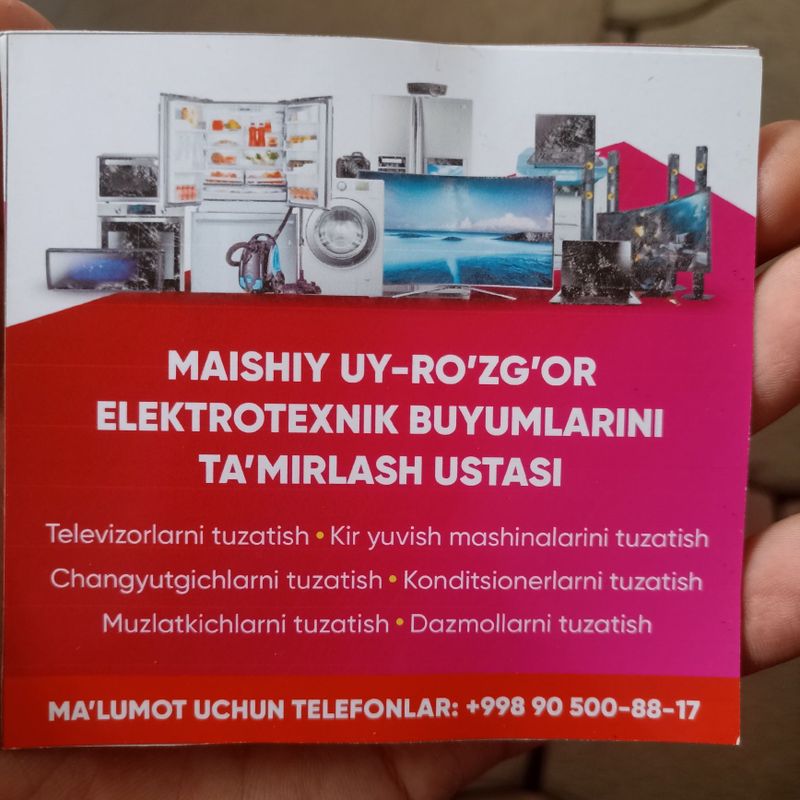 MAISHIY UY-RO'ZG'OR
ELEKTROTEXNIK BUYUMLARINI
TA'MIRLASH USTASI
Televizorlarni tuzatish • Kir yuvish mashinalarini tuzatish
Changyutgichlarni tuzatish • Konditsionerlarni tuzatish
Muzlatkichlarni tuzatish • Dazmollarni tuzatish
MA'LUMOT UCHUN TELEFONLAR: +998 90 500-88-17